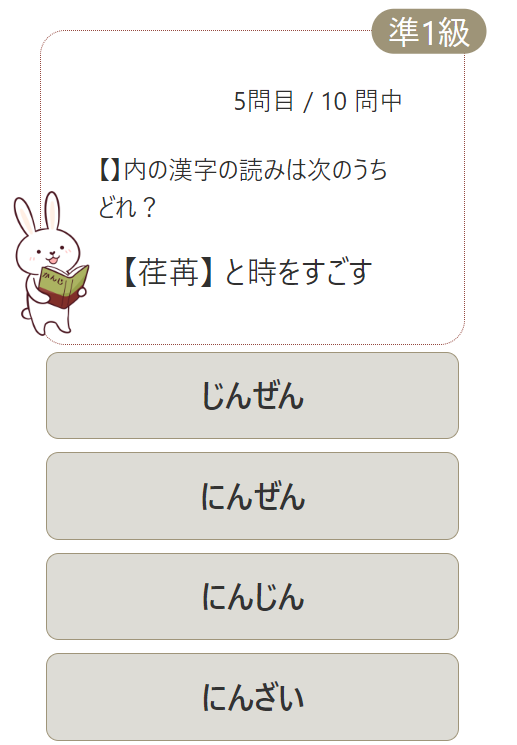 準1級
5問目 / 10 問中
【】内の漢字の読みは次のうち
どれ？
かんじ
【荏苒】と時をすごす
じんぜん
にんぜん
にんじん
にんざい